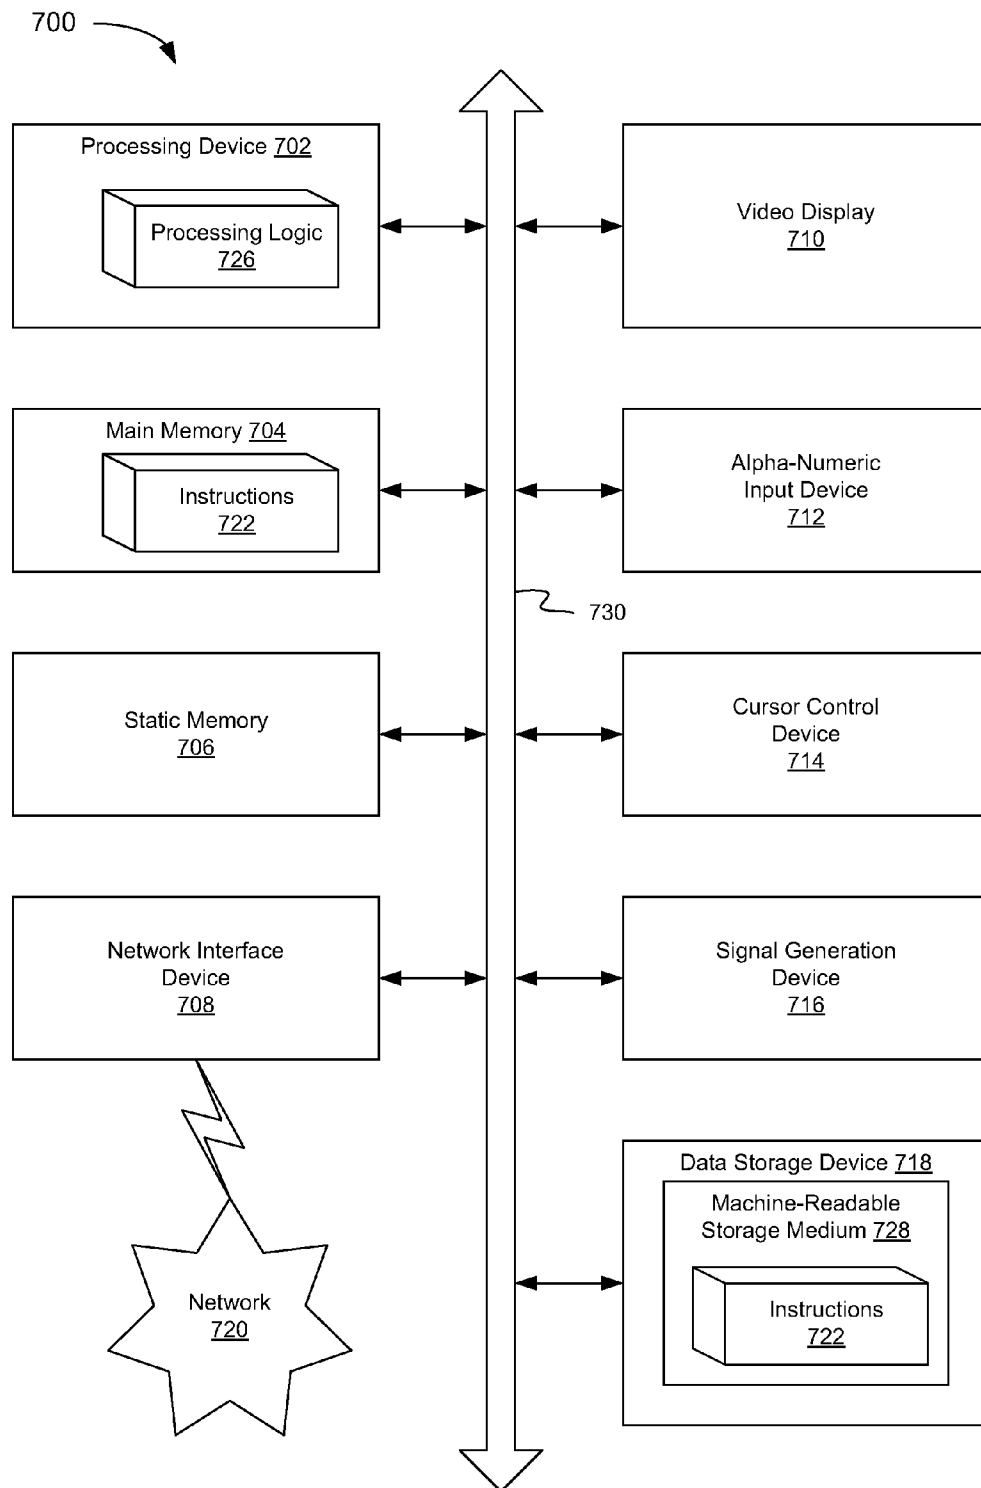 700
Processing Device 702
Processing Logic
726
Video Display
710
Main Memory 704
Instructions
722
Alpha-Numeric
Input Device
712
730
Static Memory
706
Cursor Control
Device
714
Network Interface
Device
708
Signal Generation
Device
716
Data Storage Device 718
Machine-Readable
Storage Medium 728
Instructions
722
Network
720